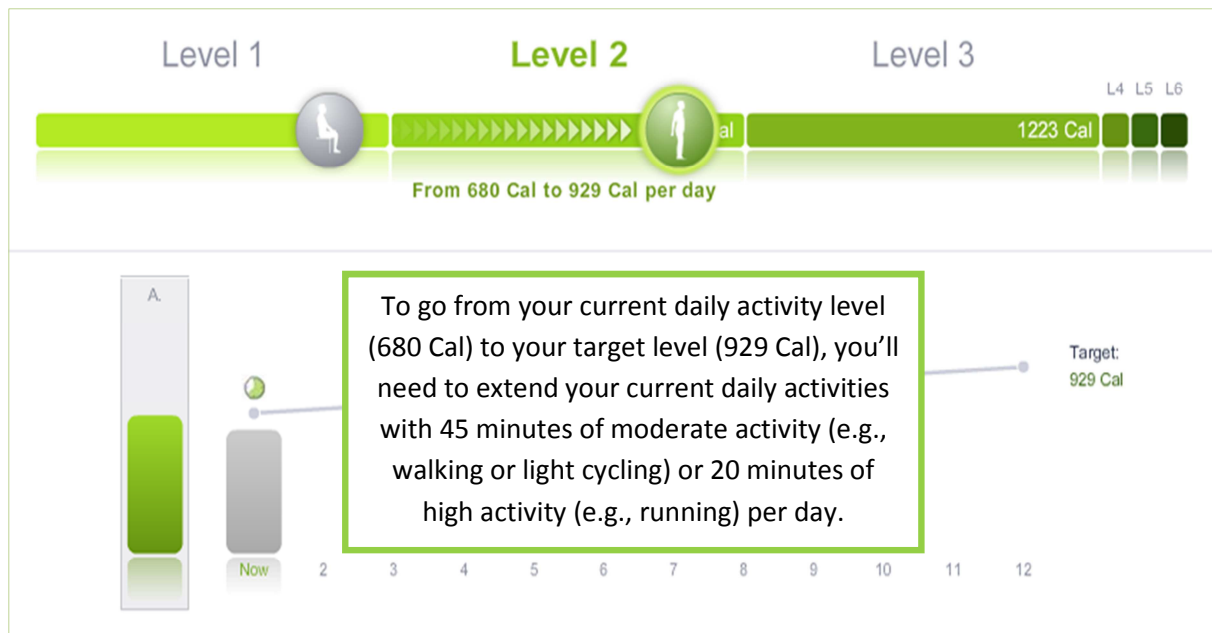 Level 1
Level 2
Level 3
L4 L5 L6
al
1223 Cal
From 680 Cal to 929 Cal per day
A.
To go from your current daily activity level
(680 Cal) to your target level (929 Cal), you’ll
need to extend your current daily activities
with 45 minutes of moderate activity (e.g.,
walking or light cycling) or 20 minutes of
high activity (e.g., running) per day.
Target:
929 Cal
Now 2 3 4 5 6 7 8 9 10 11 12